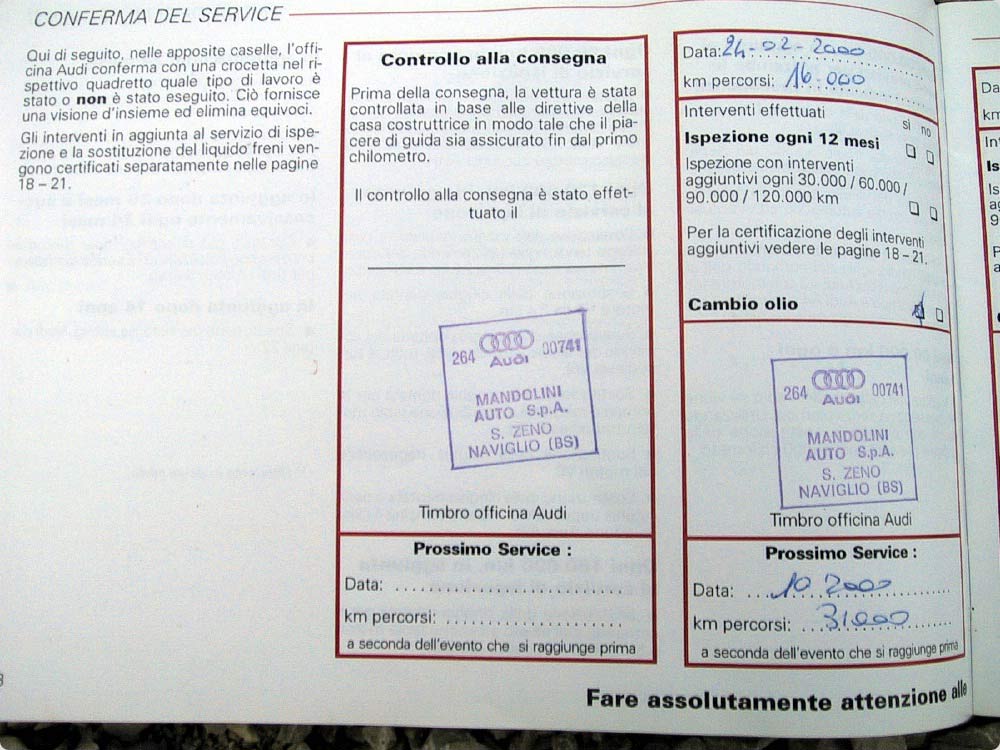 CONFERMA DEL SERVICE
Qui di seguito, nelle apposite caselle, l'offi-
cina Audi conferma con una crocetta nel ri-
spettivo quadretto quale tipo di lavoro è
stato o non è stato eseguito. Ciò fornisce
una visione d'insieme ed elimina equivoci.
Gli interventi in aggiunta al servizio di ispe-
zione e la sostituzione del liquido freni ven-
gono certificati separatamente nelle pagine
18 – 21.
Controllo alla consegna
Prima della consegna, la vettura è stata
controllata in base alle direttive della
casa costruttrice in modo tale che il pia-
cere di guida sia assicurato fin dal primo
chilometro.
Il controllo alla consegna è stato effet-
tuato il
264 00741
Audi
MANDOLINI
AUTO S.p.A.
S. ZENO
NAVIGLIO (BS)
Timbro officina Audi
Prossimo Service :
Data:
km percorsi:
a seconda dell'evento che si raggiunge prima
Data: 24-02-2000
km percorsi: 16.000
Interventi effettuati
si no
Ispezione ogni 12 mesi
Ispezione con interventi
aggiuntivi ogni 30.000 / 60.000 /
90.000 / 120.000 km
Per la certificazione degli interventi
aggiuntivi vedere le pagine 18 – 21.
Cambio olio
264 00741
Audi
MANDOLINI
AUTO S.p.A.
S. ZENO
NAVIGLIO (BS)
Timbro officina Audi
Prossimo Service :
Data: 10 2000
km percorsi: 31000
a seconda dell'evento che si raggiunge prima
Fare assolutamente attenzione alle